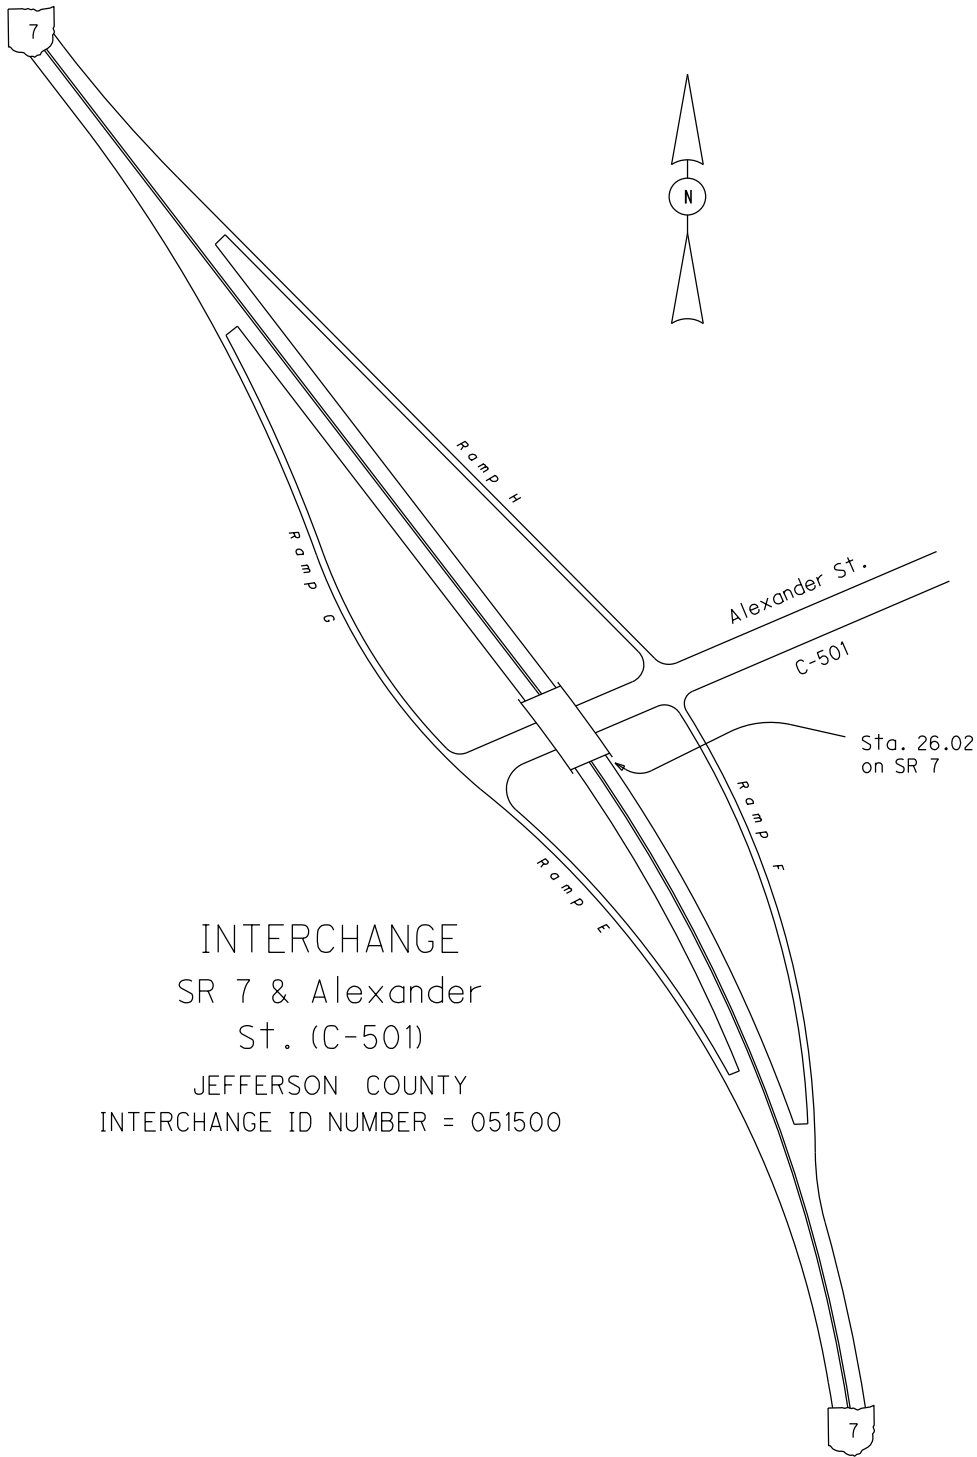 7
N
Ramp H
Ramp G
Alexander St.
C-501
Sta. 26.02
on SR 7
Ramp F
Ramp E
INTERCHANGE
SR 7 & Alexander
St. (C-501)
JEFFERSON COUNTY
INTERCHANGE ID NUMBER = 051500
7